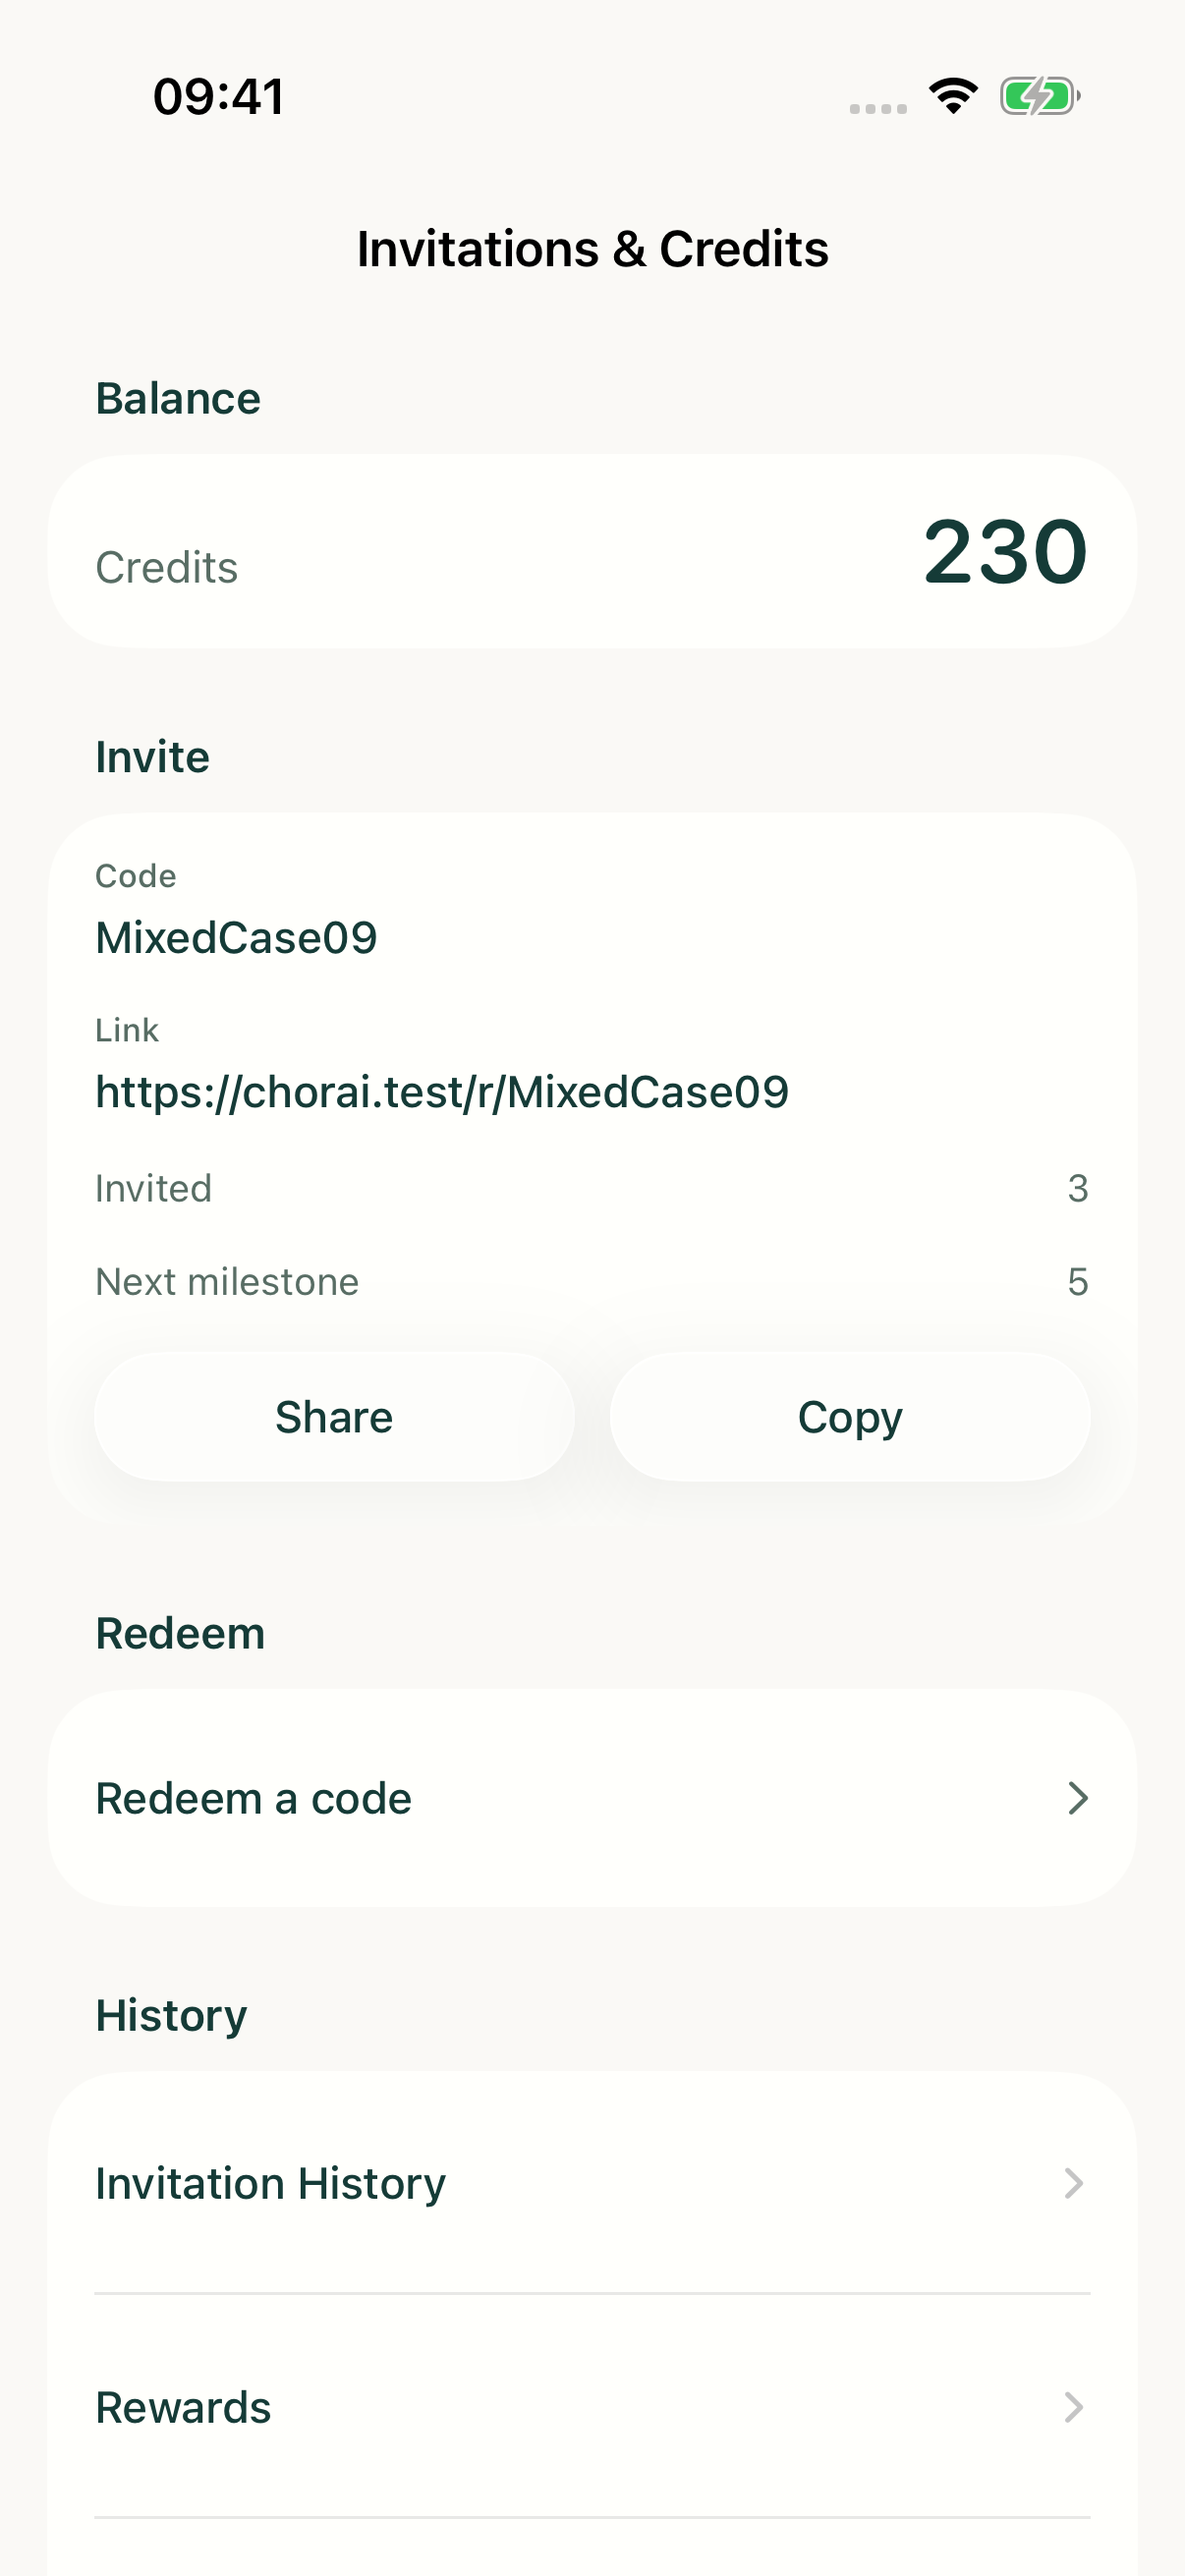 09:41
Invitations & Credits
Balance
Credits 230
Invite
Code
MixedCase09
Link
https://chorai.test/r/MixedCase09
Invited 3
Next milestone 5
Share Copy
Redeem
Redeem a code
History
Invitation History
Rewards